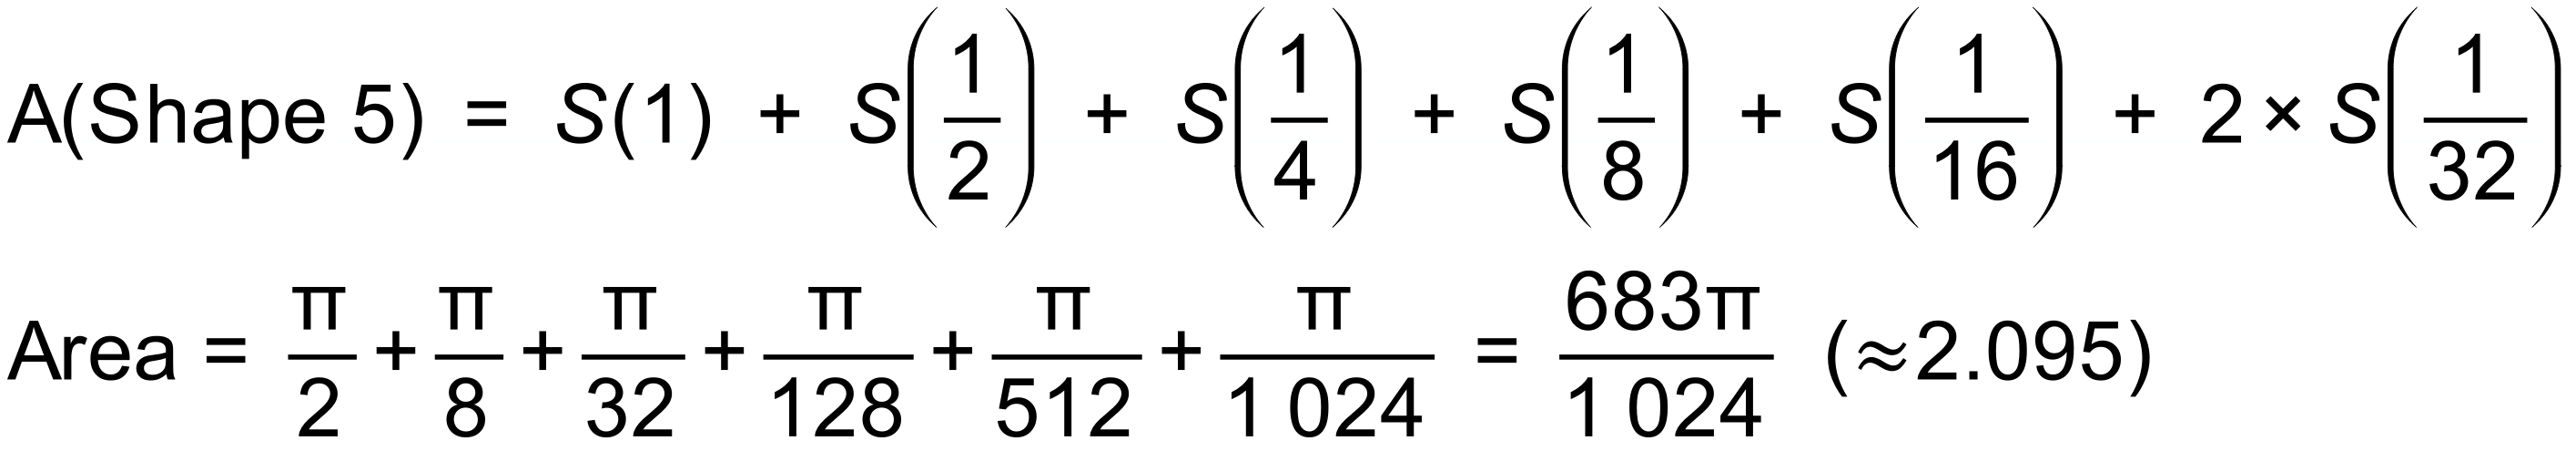 A(Shape 5) = S(1) + S(1/2) + S(1/4) + S(1/8) + S(1/16) + 2 × S(1/32)
Area = π/2 + π/8 + π/32 + π/128 + π/512 + π/1 024 = 683π/1 024 (≈2.095)